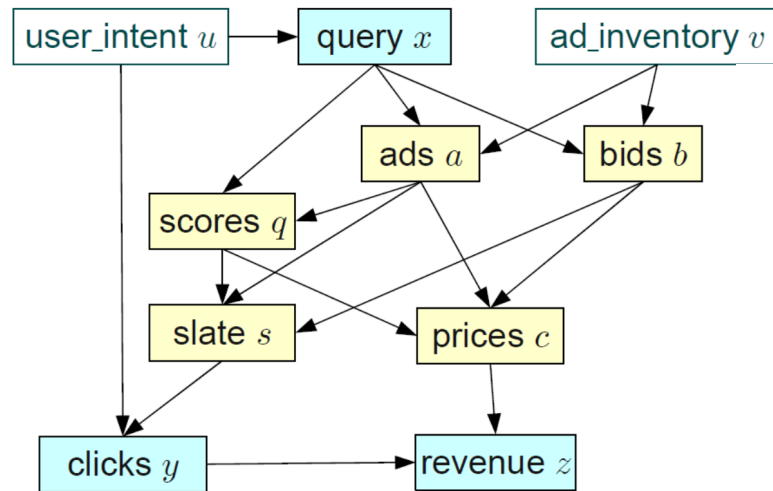 user_intent u
query x
ad_inventory v
ads a
bids b
scores q
slate s
prices c
clicks y
revenue z